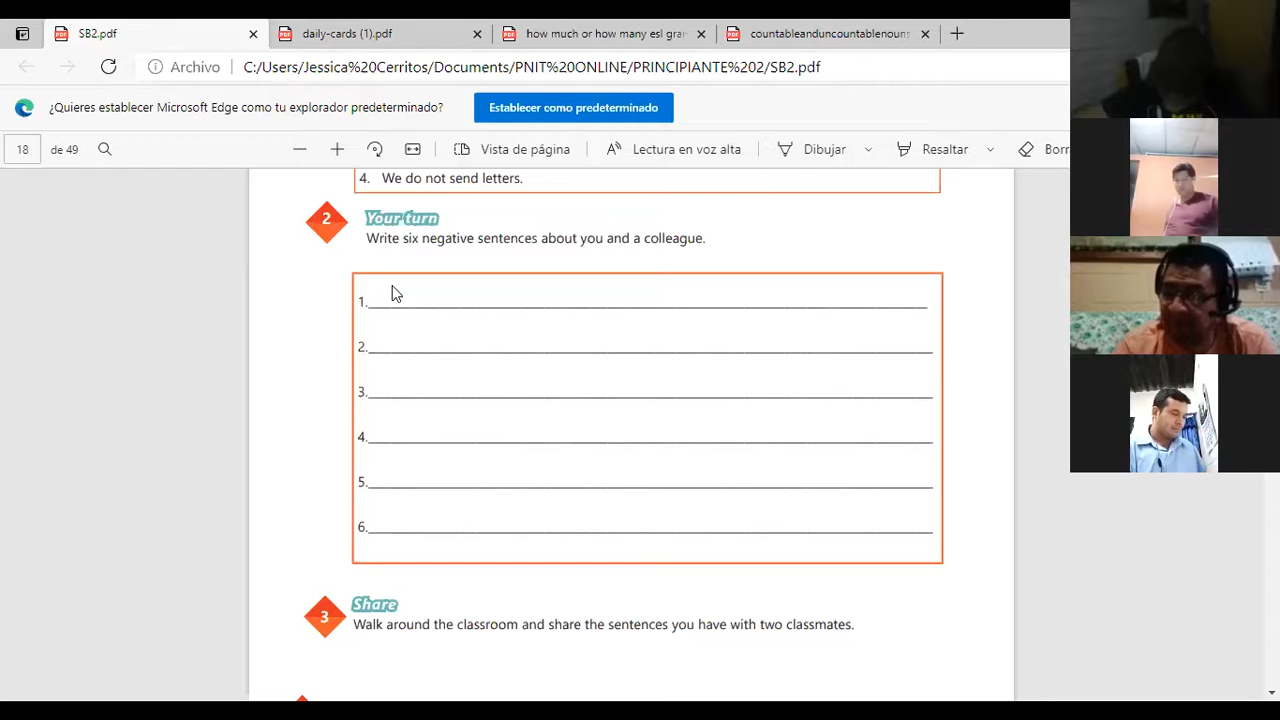 SB2.pdf
daily-cards (1).pdf
how much or how many esl gra
countableanduncountablenouns
Archivo
C:/Users/Jessica%20Cerritos/Documents/PNIT%20ONLINE/PRINCIPIANTE%202/SB2.pdf
¿Quieres establecer Microsoft Edge como tu explorador predeterminado?
Establecer como predeterminado
18 de 49
Vista de página
Lectura en voz alta
Dibujar
Resaltar
Borr
4. We do not send letters.
2 Your turn
Write six negative sentences about you and a colleague.
1.
2.
3.
4.
5.
6.
3 Share
Walk around the classroom and share the sentences you have with two classmates.